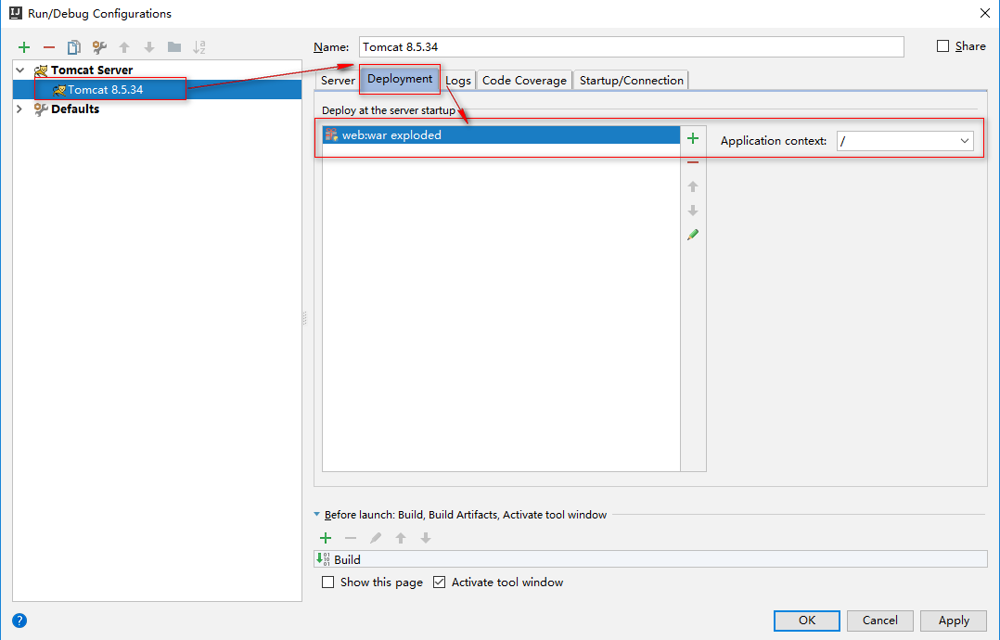 Run/Debug Configurations
Name: Tomcat 8.5.34 Share
Tomcat Server
Tomcat 8.5.34
Defaults
Server Deployment Logs Code Coverage Startup/Connection
Deploy at the server startup
web:war exploded
Application context: /
Before launch: Build, Build Artifacts, Activate tool window
Build
Show this page Activate tool window
? OK Cancel Apply